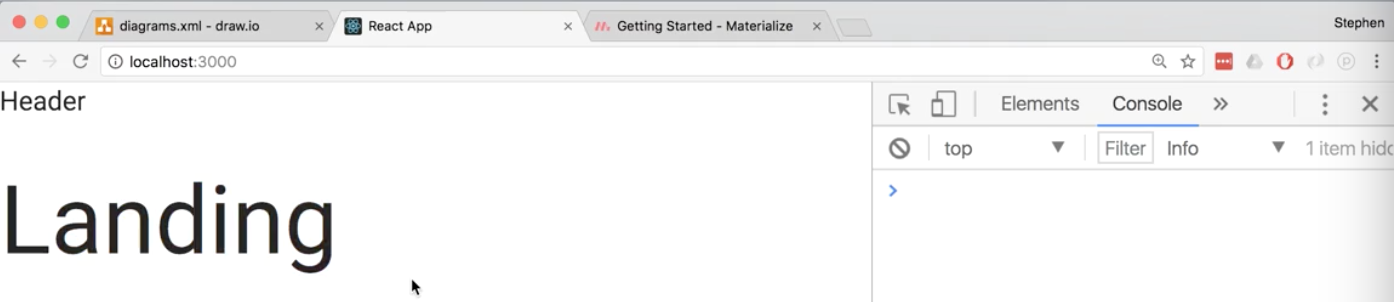 diagrams.xml - draw.io
React App
Getting Started - Materialize
Stephen
localhost:3000
Header
Elements
Console
top
Filter
Info
1 item hidd
Landing